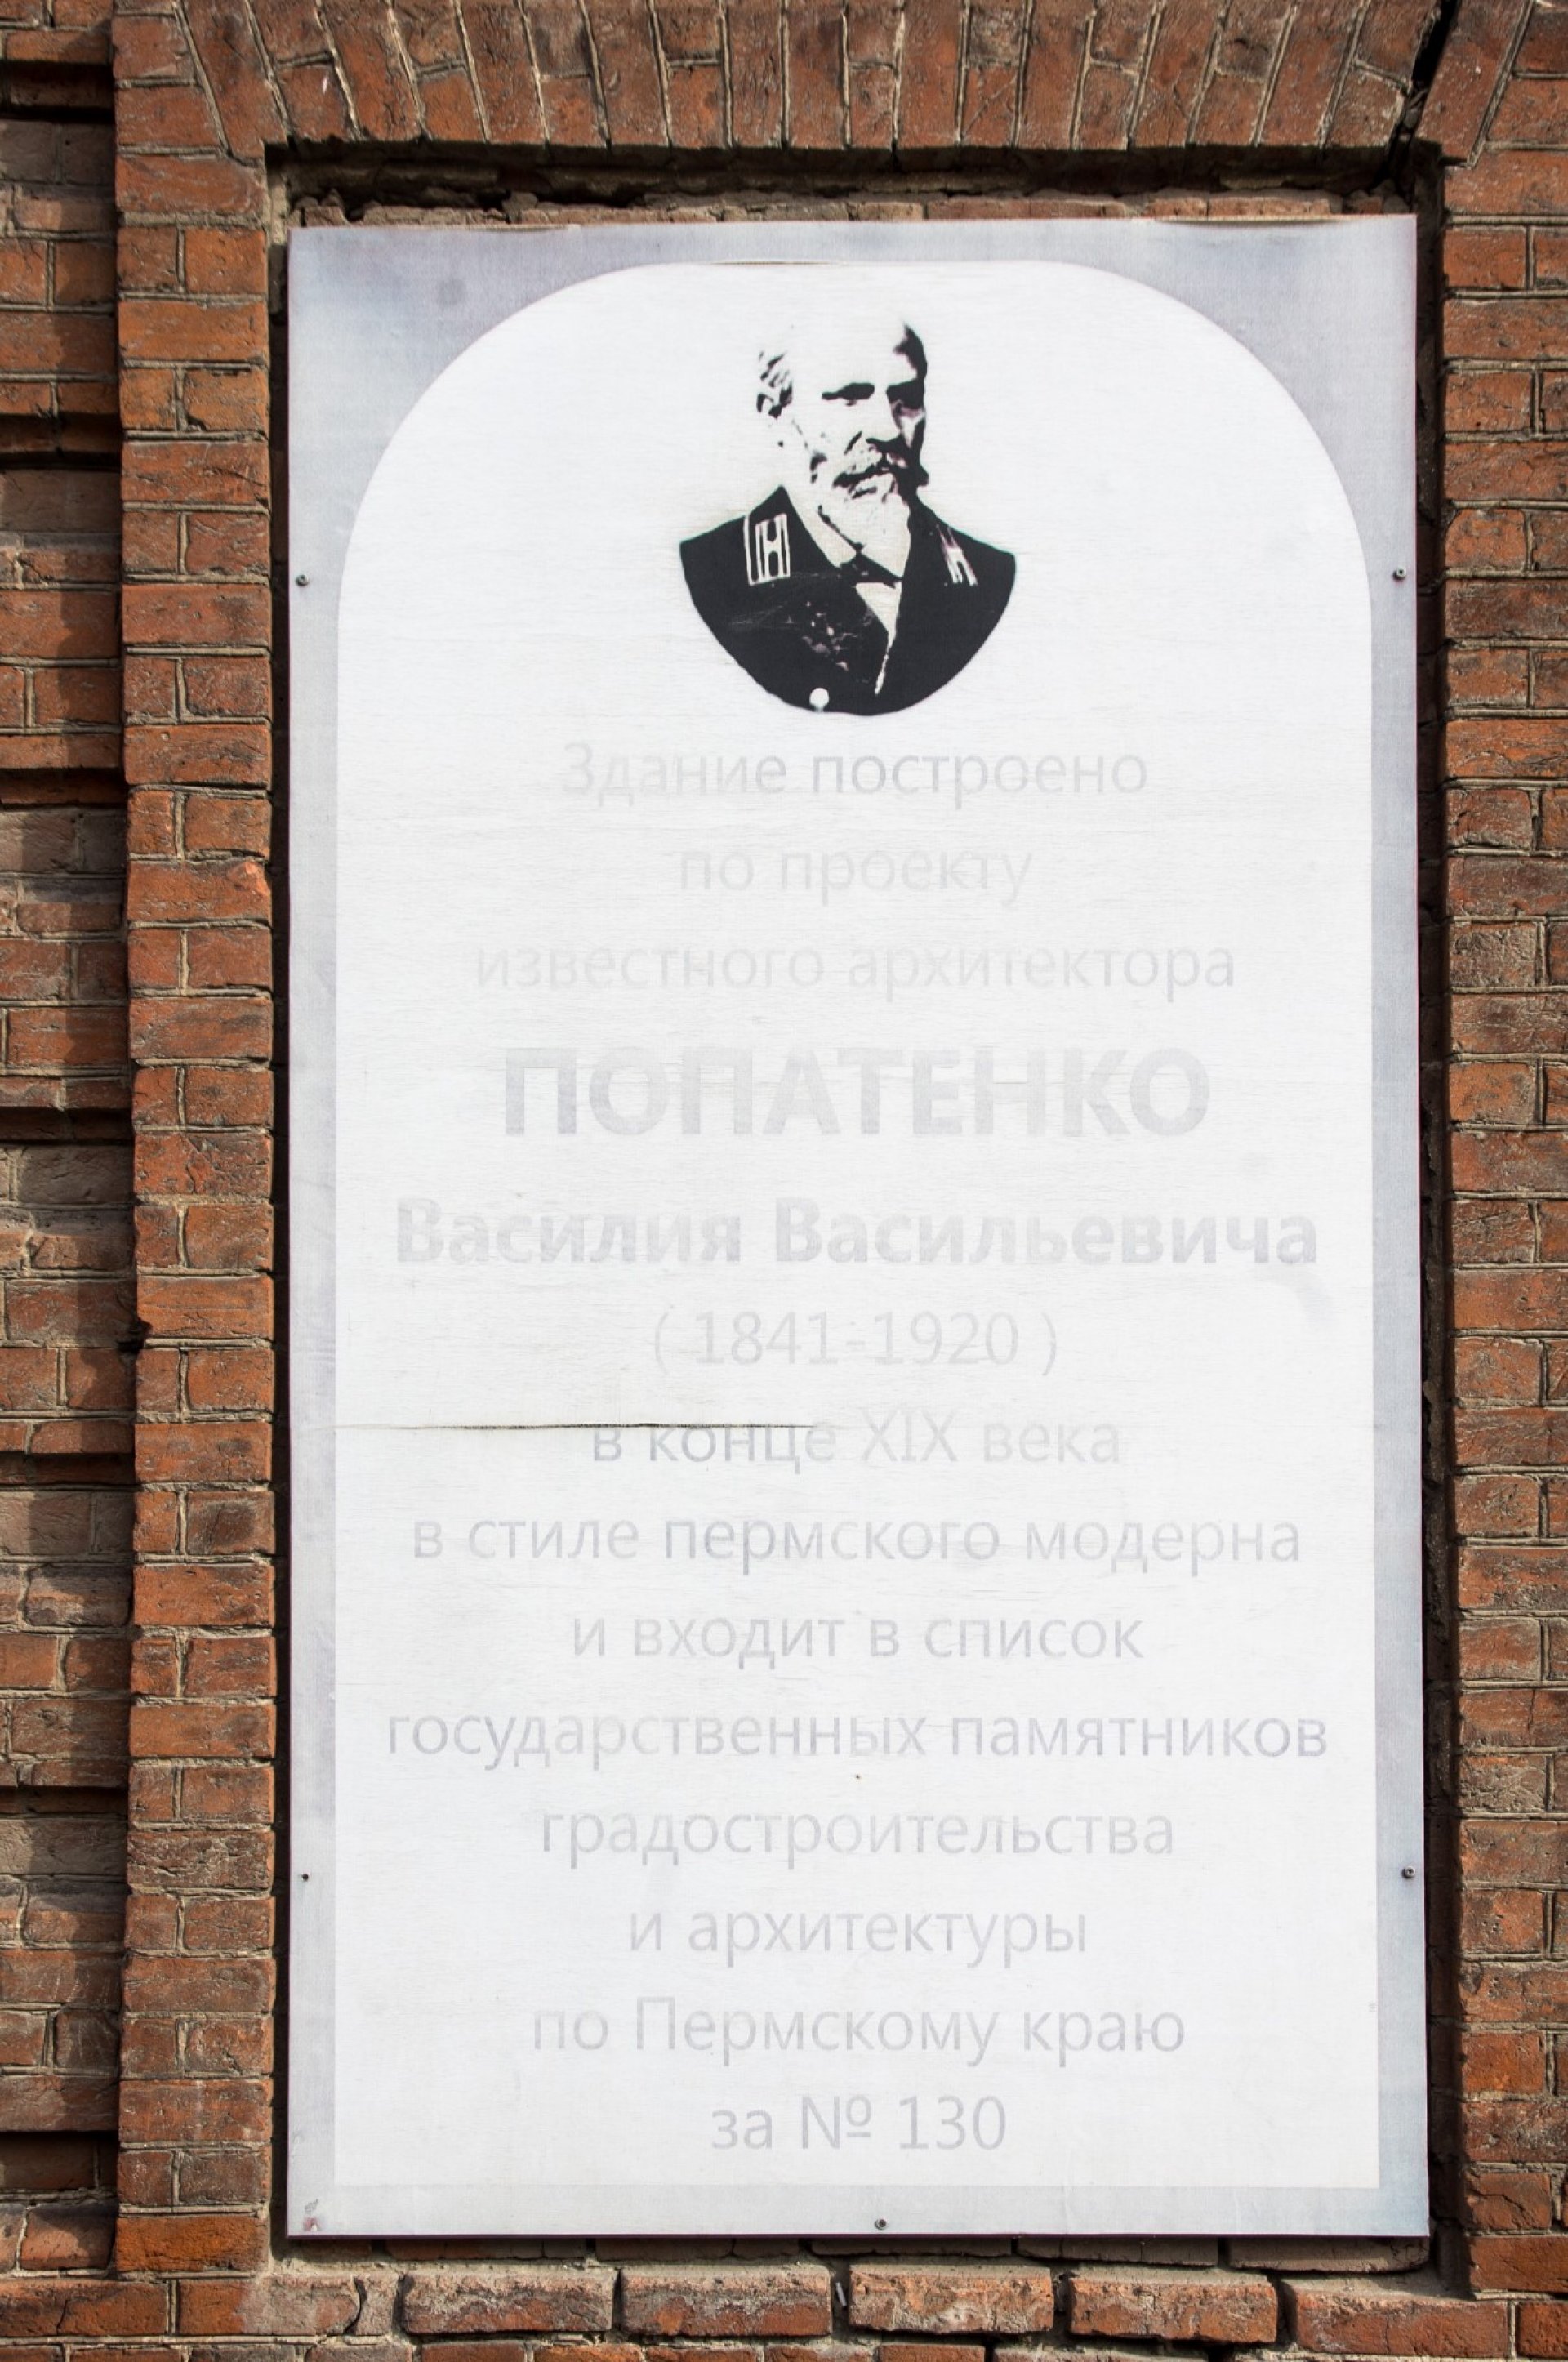 Здание построено
по проекту
известного архитектора
ПОПАТЕНКО
Василия Васильевича
( 1841-1920 )
в конце XIX века
в стиле пермского модерна
и входит в список
государственных памятников
градостроительства
и архитектуры
по Пермскому краю
за № 130